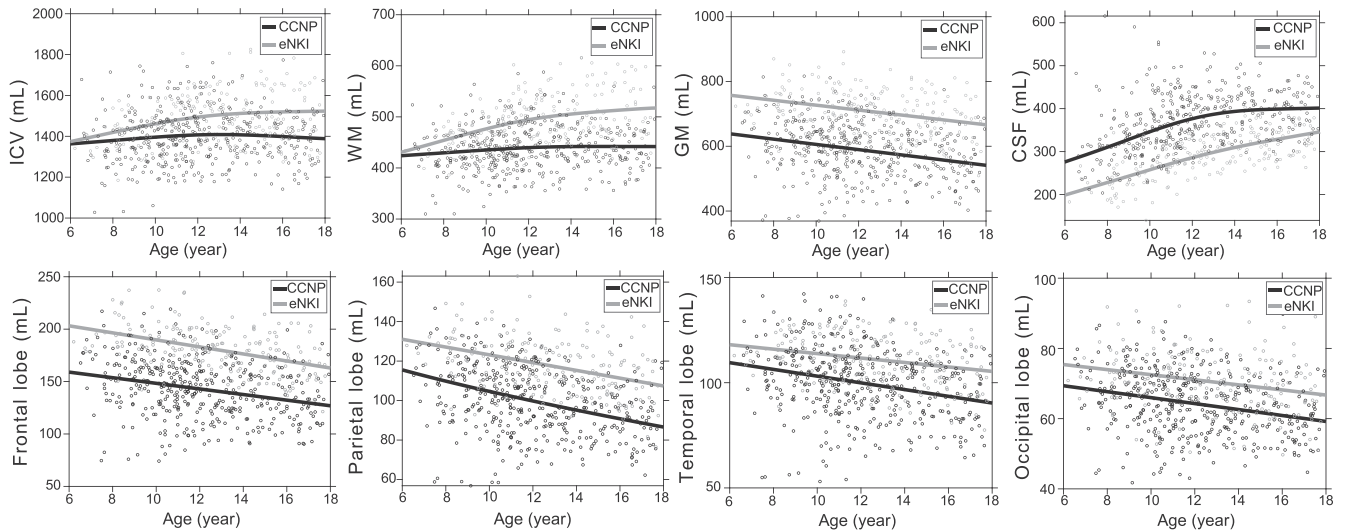 ICV (mL)
2000
1800
1600
1400
1200
1000
6 8 10 12 14 16 18
Age (year)
CCNP
eNKI
WM (mL)
700
600
500
400
300
6 8 10 12 14 16 18
Age (year)
CCNP
eNKI
GM (mL)
1000
800
600
400
6 8 10 12 14 16 18
Age (year)
CCNP
eNKI
CSF (mL)
600
500
400
300
200
6 8 10 12 14 16 18
Age (year)
CCNP
eNKI
Frontal lobe (mL)
250
200
150
100
50
6 8 10 12 14 16 18
Age (year)
CCNP
eNKI
Parietal lobe (mL)
160
140
120
100
80
60
6 8 10 12 14 16 18
Age (year)
CCNP
eNKI
Temporal lobe (mL)
150
100
50
6 8 10 12 14 16 18
Age (year)
CCNP
eNKI
Occipital lobe (mL)
100
80
60
40
6 8 10 12 14 16 18
Age (year)
CCNP
eNKI